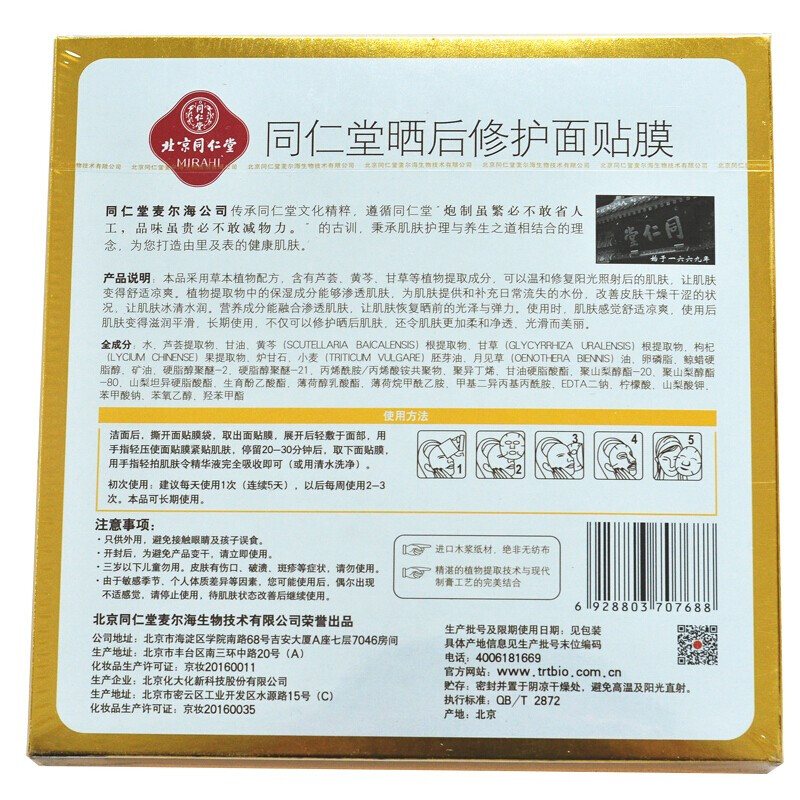 同仁堂
北京同仁堂
MIRAHL
同仁堂晒后修护面贴膜
北京同仁堂麦尔海生物技术有限公司
同仁堂麦尔海公司传承同仁堂文化精粹，遵循同仁堂“炮制虽繁必不敢省人
工，品味虽贵必不敢减物力。”的古训，秉承肌肤护理与养生之道相结合的理
念，为您打造由里及表的健康肌肤。
同仁堂
始于一六六九年
产品说明：本品采用草本植物配方，含有芦荟、黄芩、甘草等植物提取成分，可以温和修复阳光照射后的肌肤，让肌肤
变得舒适凉爽。植物提取物中的保湿成分能够渗透肌肤，为肌肤提供和补充日常流失的水份、改善皮肤干燥干涩的状
况，让肌肤冰清水润。营养成分能融合渗透肌肤，让肌肤恢复晒前的光泽与弹力。使用时，肌肤感觉舒适凉爽，使用后
肌肤变得滋润平滑，长期使用，不仅可以修护晒后肌肤，还令肌肤更加柔和净透，光滑而美丽。
全成分：水、芦荟提取物、甘油、黄芩（SCUTELLARIA BAICALENSIS）根提取物、甘草（GLYCYRRHIZA URALENSIS）根提取物、枸杞
（LYCIUM CHINENSE）果提取物、炉甘石、小麦（TRITICUM VULGARE）胚芽油、月见草（OENOTHERA BIENNIS）油、卵磷脂、鲸蜡硬
脂醇、矿油、硬脂醇聚醚-2、硬脂醇聚醚-21、丙烯酰胺/丙烯酸铵共聚物、聚异丁烯、甘油硬脂酸酯、聚山梨醇酯-20、聚山梨醇酯
-80、山梨坦异硬脂酸酯、生育酚乙酸酯、薄荷醇乳酸酯、薄荷烷甲酰乙胺、甲基二异丙基丙酰胺、EDTA二钠、柠檬酸、山梨酸钾、
苯甲酸钠、苯氧乙醇、羟苯甲酯
使用方法
洁面后，撕开面贴膜袋，取出面贴膜，展开后轻敷于面部，用
手指轻压使面贴膜紧贴肌肤，停留20-30分钟后，取下面贴膜，
用手指轻拍肌肤令精华液完全吸收即可（或用清水洗净）。
初次使用：建议每天使用1次（连续5天），以后每周使用2-3
次。本品可长期使用。
1 2 3 4 5
注意事项：
·只供外用，避免接触眼睛及孩子误食。
·开封后，为避免产品变干，请立即使用。
·三岁以下儿童勿用。皮肤有伤口、破溃、斑疹等症状，请勿使用。
·由于敏感季节、个人体质差异等因素，您可能使用后，偶尔出现
不适感觉，请停止使用，待肌肤状态改善后继续使用。
进口木浆纸材，绝非无纺布
精湛的植物提取技术与现代
制膏工艺的完美结合
6 928803 707688
北京同仁堂麦尔海生物技术有限公司荣誉出品
公司地址：北京市海淀区学院南路68号吉安大厦A座七层7046房间
地址：北京市丰台区南三环中路20号（A）
化妆品生产许可证：京妆20160011
生产企业：北京化大化新科技股份有限公司
生产地址：北京市密云区工业开发区水源路15号（C）
化妆品生产许可证：京妆20160035
生产批号及限期使用日期：见包装
具体产地信息见生产批号末位编码
电话：4006181669
网址：www.trtbio.com.cn
贮存：密封并置于阴凉干燥处，避免高温及阳光直射。
执行标准：QB/T 2872
产地：北京